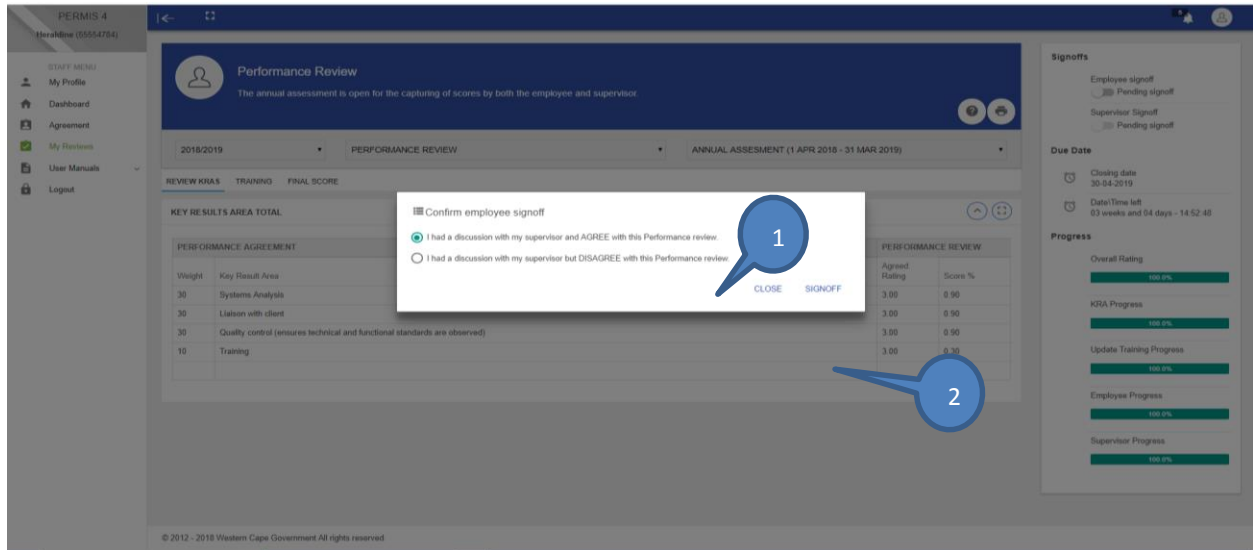 PERMIS 4
Heraldine (65554784)
STAFF MENU
My Profile
Dashboard
Agreement
My Reviews
User Manuals
Logout
Performance Review
The annual assessment is open for the capturing of scores by both the employee and supervisor.
2018/2019
PERFORMANCE REVIEW
ANNUAL ASSESMENT (1 APR 2018 - 31 MAR 2019)
REVIEW KRAS TRAINING FINAL SCORE
KEY RESULTS AREA TOTAL
PERFORMANCE AGREEMENT PERFORMANCE REVIEW
Weight Key Result Area Agreed Rating Score %
30 Systems Analysis 3.00 0.90
30 Liaison with client 3.00 0.90
30 Quality control (ensures technical and functional standards are observed) 3.00 0.90
10 Training 3.00 0.30
Confirm employee signoff
I had a discussion with my supervisor and AGREE with this Performance review.
I had a discussion with my supervisor but DISAGREE with this Performance review.
CLOSE SIGNOFF
1
2
Signoffs
Employee signoff
Pending signoff
Supervisor Signoff
Pending signoff
Due Date
Closing date
30-04-2019
Date\Time left
03 weeks and 04 days - 14:52:48
Progress
Overall Rating
100.0%
KRA Progress
100.0%
Update Training Progress
100.0%
Employee Progress
100.0%
Supervisor Progress
100.0%
© 2012 - 2018 Western Cape Government All rights reserved